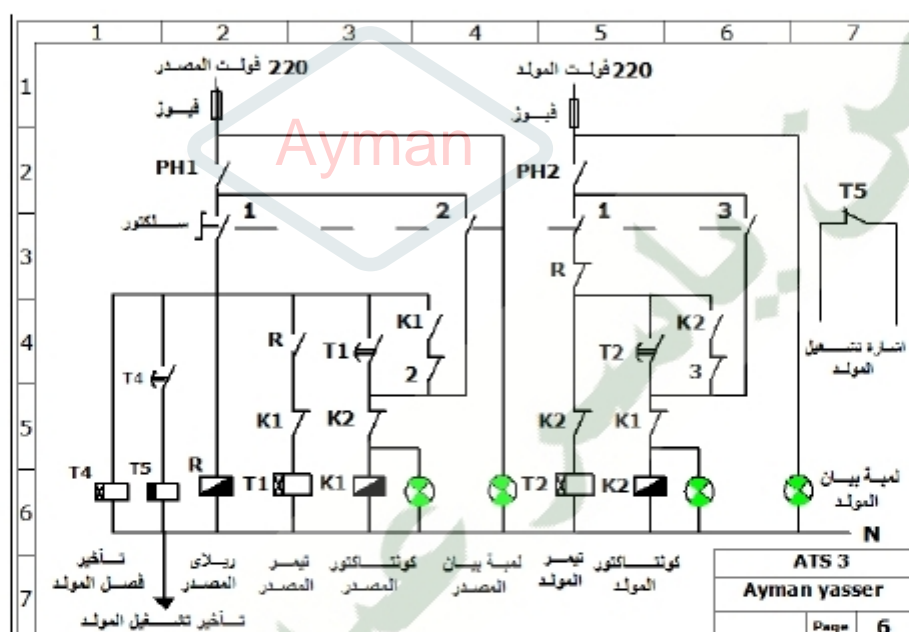 1 2 3 4 5 6 7
220 فولت المصدر
220 فولت المولد
1
فيوز
فيوز
Ayman
2
PH1
PH2
T5
1
2
1
3
سلكتور
3
R
K1
K2
4
R
T1
T2
اشارة تشغيل
المولد
2
3
T4
5
K1
K2
K2
K1
T4
T5
R
T1
K1
T2
K2
لمبة بيان
المولد
6
N
تأخير
فصل المولد
ريلاى
المصدر
تيمر
المصدر
كونتاكتور
المصدر
لمبة بيان
المصدر
تيمر
المولد
كونتاكتور
المولد
7
تأخير تشغيل المولد
ATS 3
Ayman yasser
Page 6